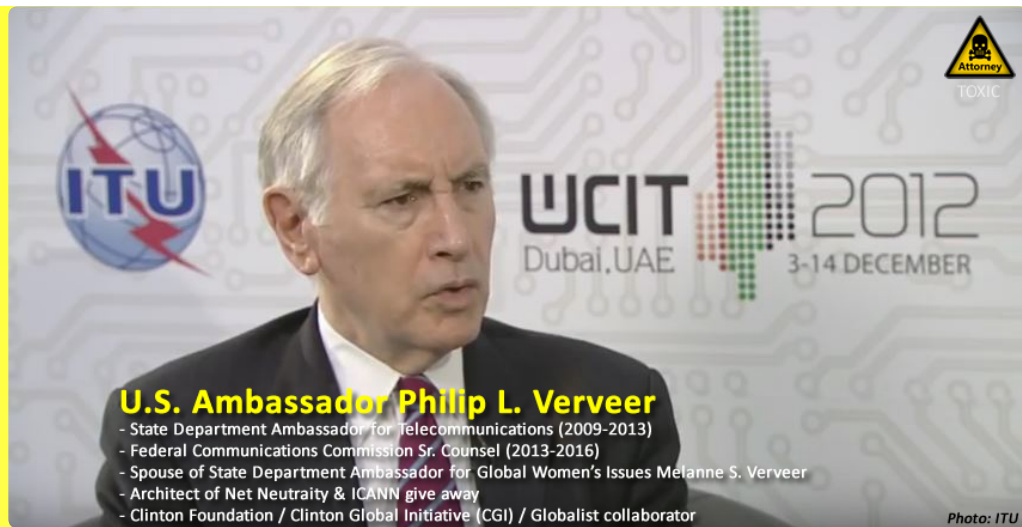 Attorney
TOXIC
ITU
WCIT 2012
Dubai.UAE 3-14 DECEMBER
U.S. Ambassador Philip L. Verveer
- State Department Ambassador for Telecommunications (2009-2013)
- Federal Communications Commission Sr. Counsel (2013-2016)
- Spouse of State Department Ambassador for Global Women's Issues Melanne S. Verveer
- Architect of Net Neutraity & ICANN give away
- Clinton Foundation / Clinton Global Initiative (CGI) / Globalist collaborator
Photo: ITU